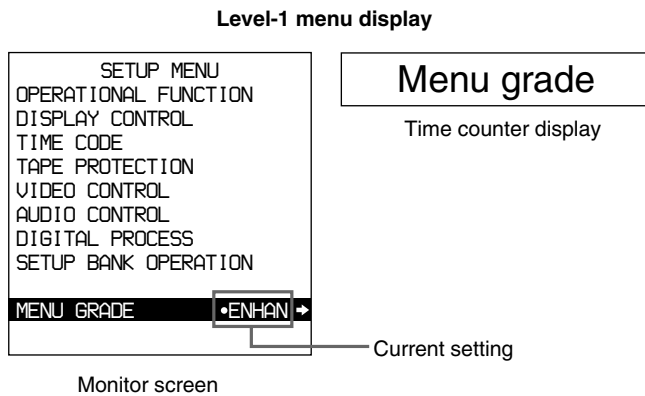 Level-1 menu display
SETUP MENU
OPERATIONAL FUNCTION
DISPLAY CONTROL
TIME CODE
TAPE PROTECTION
VIDEO CONTROL
AUDIO CONTROL
DIGITAL PROCESS
SETUP BANK OPERATION
MENU GRADE •ENHAN ➔
Monitor screen
Menu grade
Time counter display
Current setting